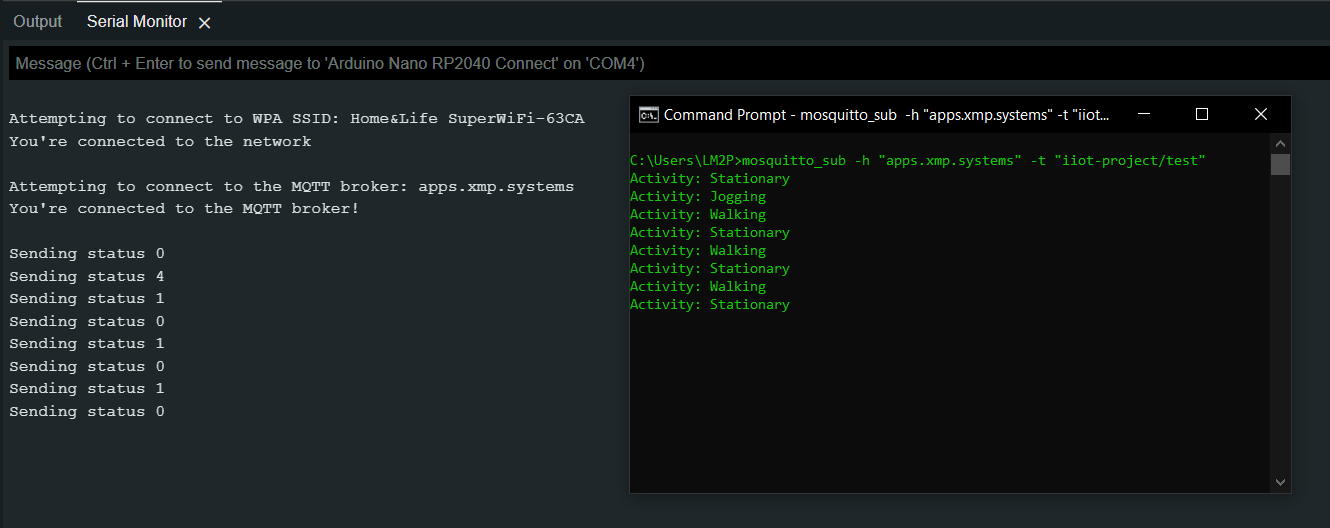 Output
Serial Monitor
Message (Ctrl + Enter to send message to 'Arduino Nano RP2040 Connect' on 'COM4')
Attempting to connect to WPA SSID: Home&Life SuperWiFi-63CA
You're connected to the network
Attempting to connect to the MQTT broker: apps.xmp.systems
You're connected to the MQTT broker!
Sending status 0
Sending status 4
Sending status 1
Sending status 0
Sending status 1
Sending status 0
Sending status 1
Sending status 0
Command Prompt - mosquitto_sub -h "apps.xmp.systems" -t "iiot...
C:\Users\LM2P>mosquitto_sub -h "apps.xmp.systems" -t "iiot-project/test"
Activity: Stationary
Activity: Jogging
Activity: Walking
Activity: Stationary
Activity: Walking
Activity: Stationary
Activity: Walking
Activity: Stationary